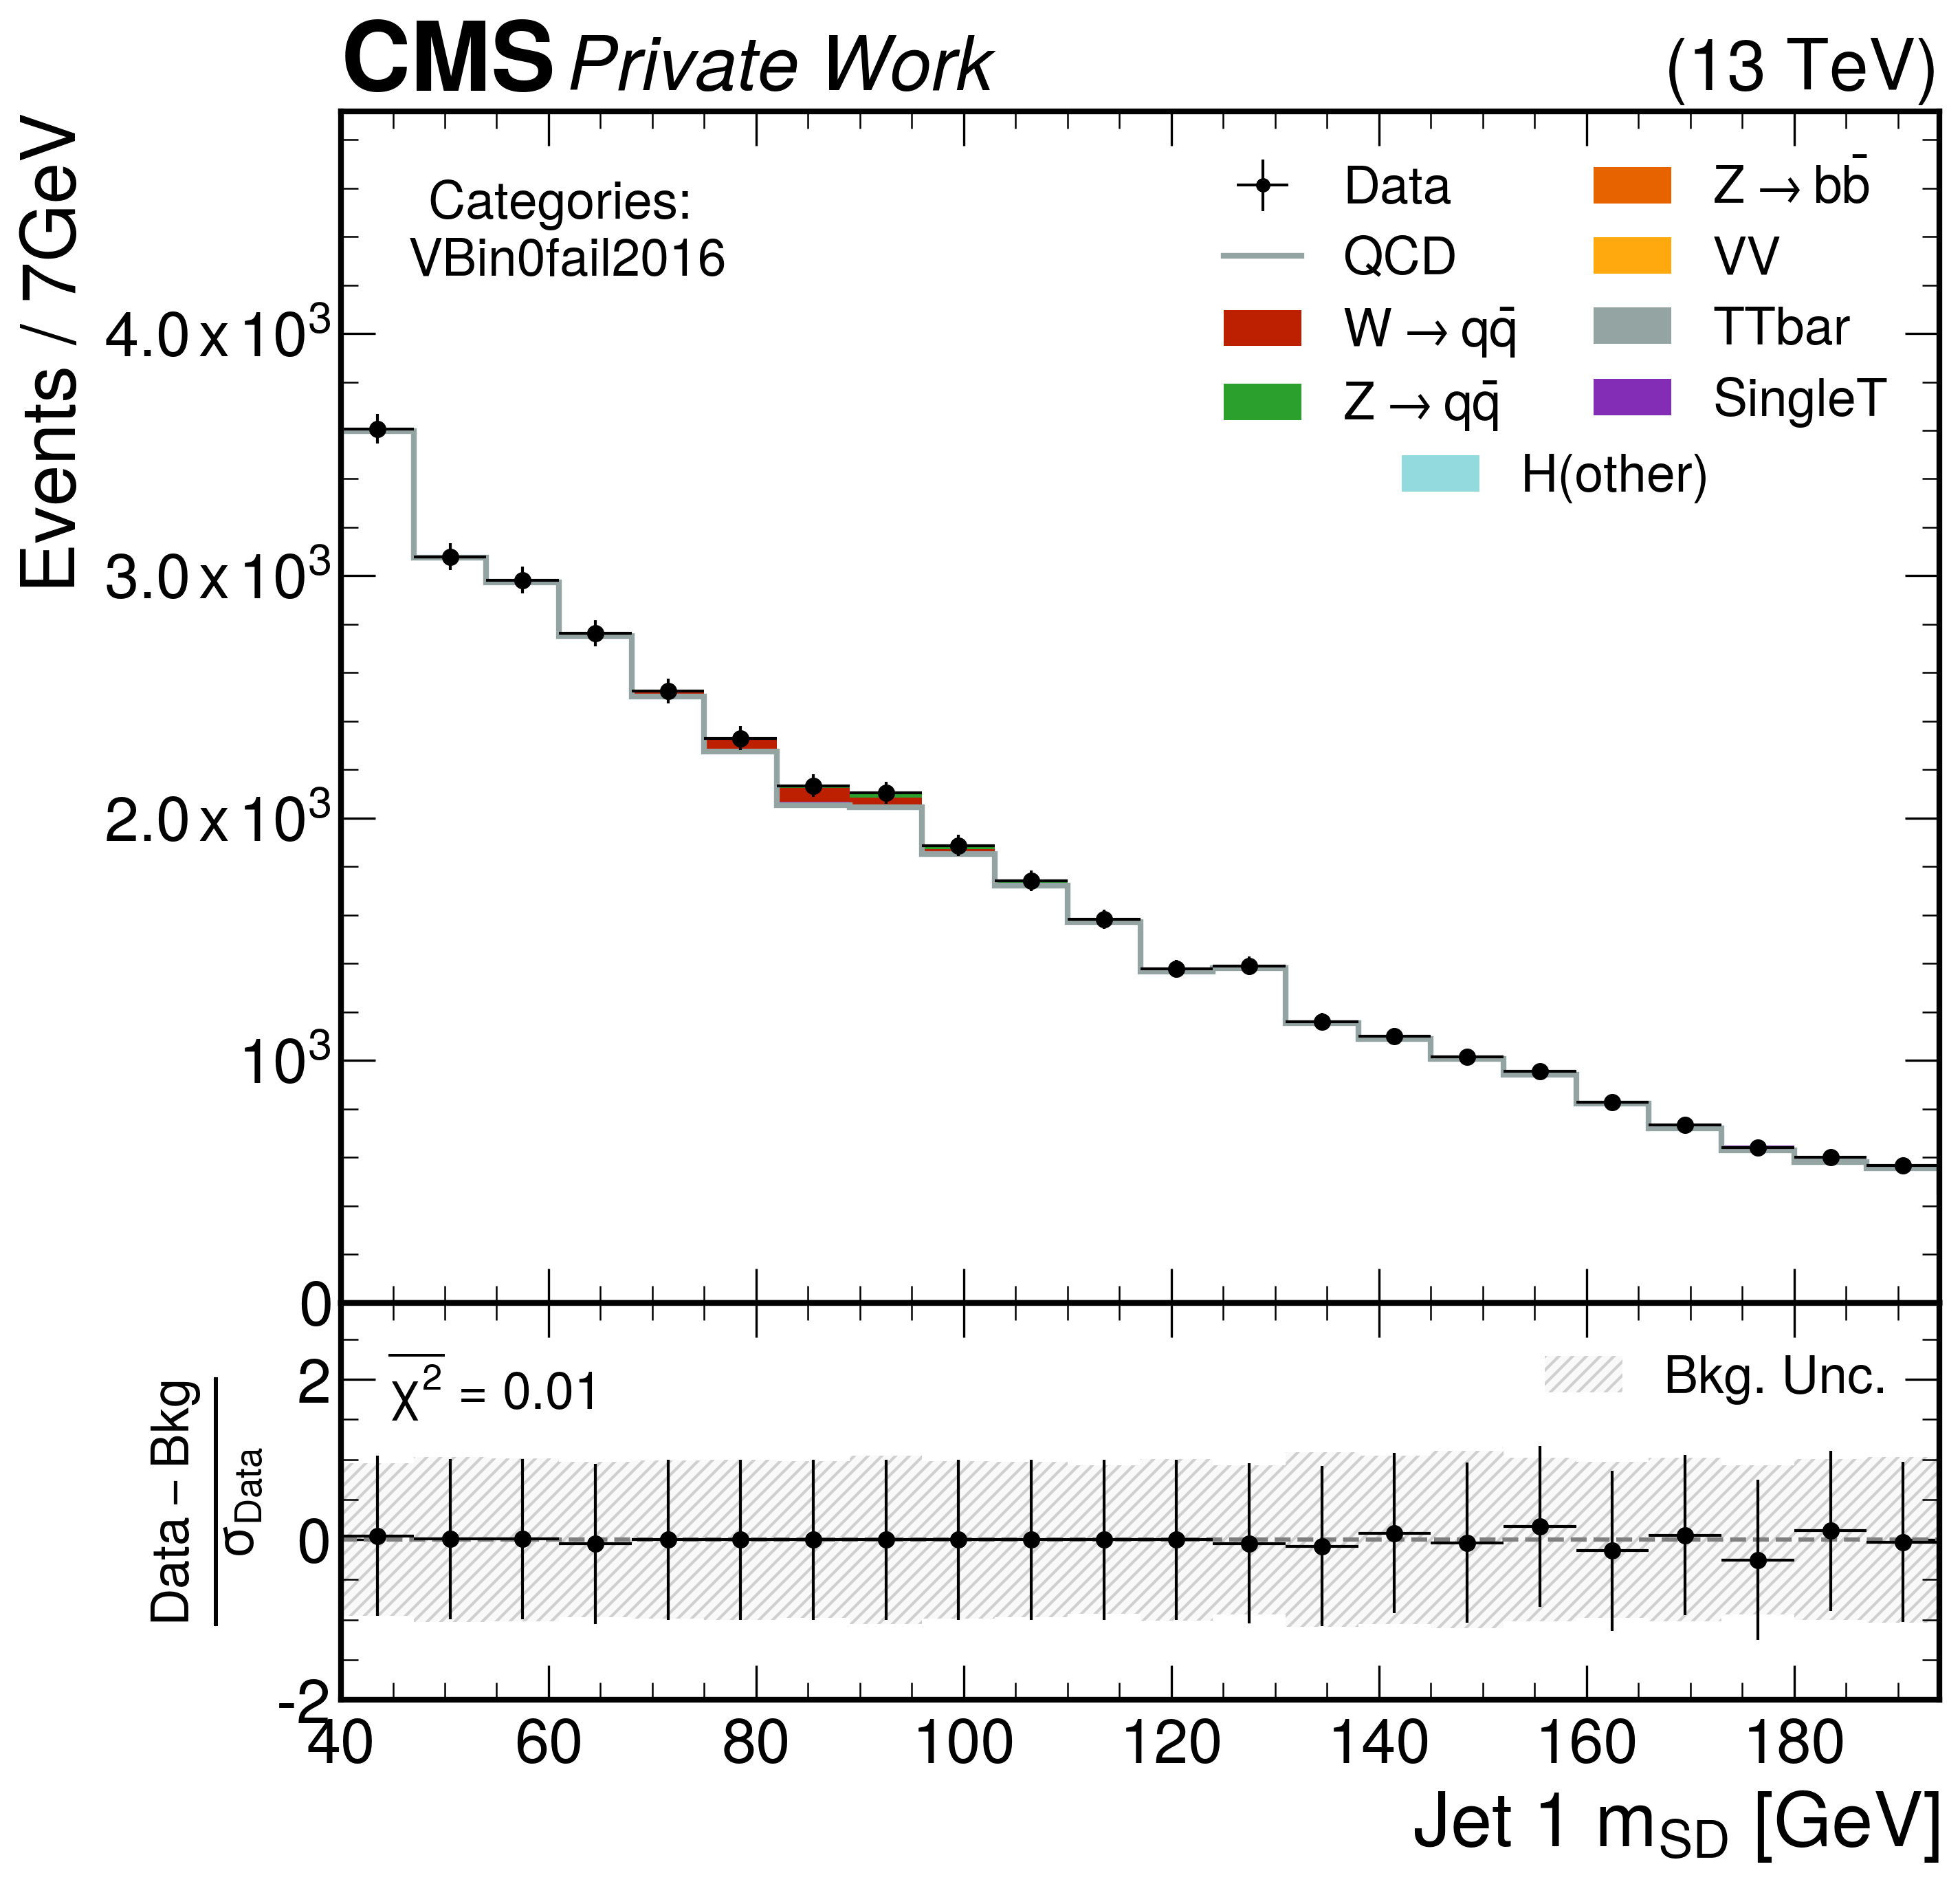 CMS Private Work (13 TeV)
Events / 7GeV
Categories:
VBin0fail2016
Data
QCD
W → qq̄
Z → qq̄
Z → bb̄
VV
TTbar
SingleT
H(other)
4.0 x 10³
3.0 x 10³
2.0 x 10³
10³
0
Data − Bkg
σ_Data
χ² = 0.01
Bkg. Unc.
2
0
-2
40 60 80 100 120 140 160 180
Jet 1 m_SD [GeV]